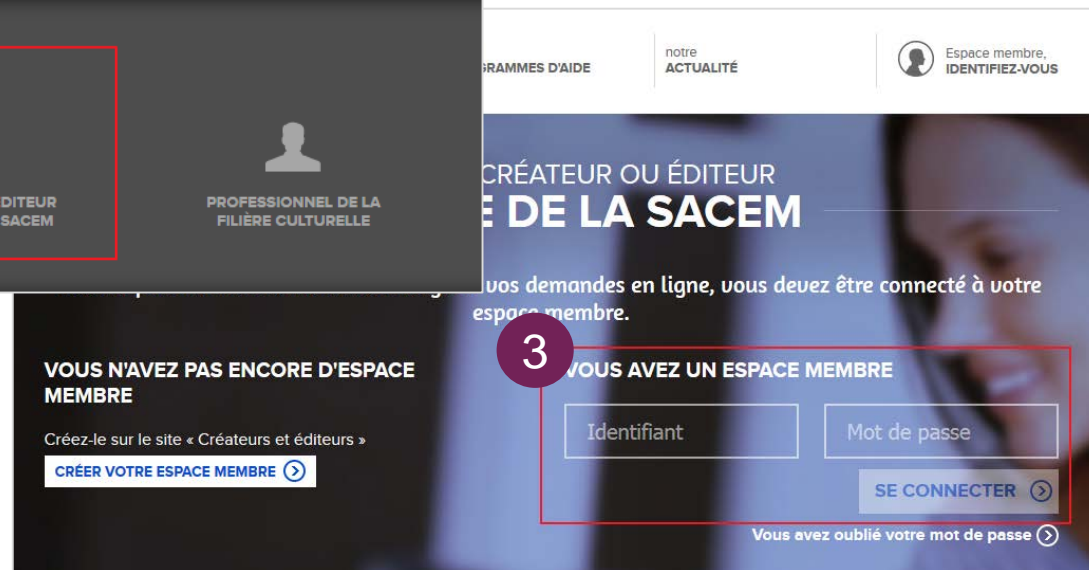 GRAMMES D'AIDE
notre
ACTUALITÉ
Espace membre,
IDENTIFIEZ-VOUS
DITEUR
SACEM
PROFESSIONNEL DE LA
FILIÈRE CULTURELLE
CRÉATEUR OU ÉDITEUR
E DE LA SACEM
vos demandes en ligne, vous devez être connecté à votre
espace membre.
3
VOUS N'AVEZ PAS ENCORE D'ESPACE
MEMBRE
Créez-le sur le site « Créateurs et éditeurs »
CRÉER VOTRE ESPACE MEMBRE
VOUS AVEZ UN ESPACE MEMBRE
Identifiant
Mot de passe
SE CONNECTER
Vous avez oublié votre mot de passe